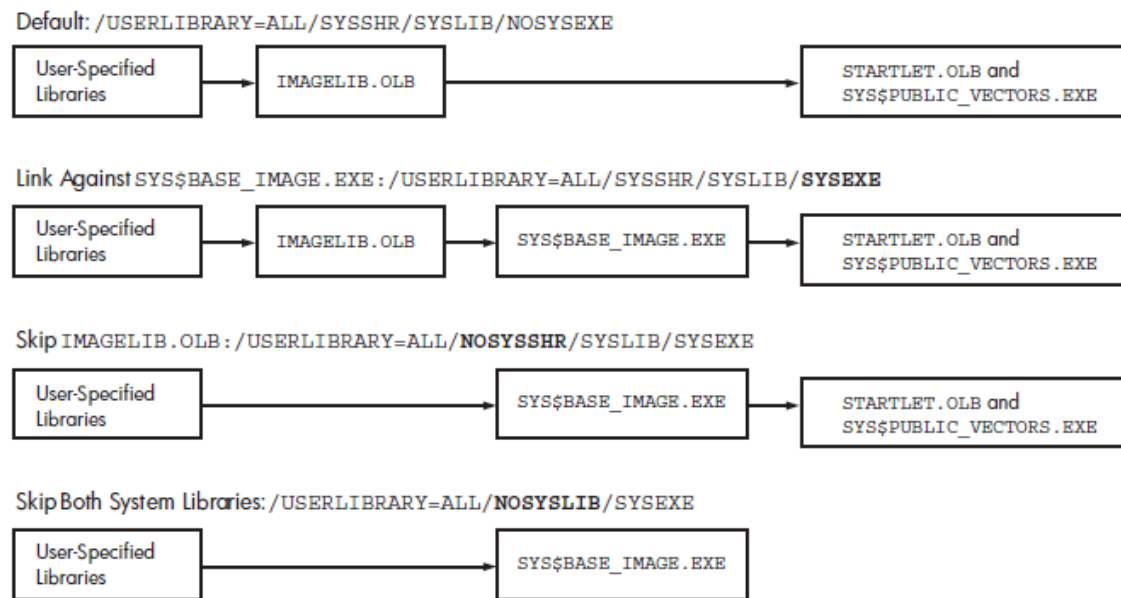 Default: /USERLIBRARY=ALL/SYSSHR/SYSLIB/NOSYSEXE
User-Specified
Libraries
IMAGELIB.OLB
STARTLET.OLB and
SYS$PUBLIC_VECTORS.EXE
Link Against SYS$BASE_IMAGE.EXE:/USERLIBRARY=ALL/SYSSHR/SYSLIB/SYSEXE
User-Specified
Libraries
IMAGELIB.OLB
SYS$BASE_IMAGE.EXE
STARTLET.OLB and
SYS$PUBLIC_VECTORS.EXE
Skip IMAGELIB.OLB:/USERLIBRARY=ALL/NOSYSSHR/SYSLIB/SYSEXE
User-Specified
Libraries
SYS$BASE_IMAGE.EXE
STARTLET.OLB and
SYS$PUBLIC_VECTORS.EXE
Skip Both System Libraries: /USERLIBRARY=ALL/NOSYSLIB/SYSEXE
User-Specified
Libraries
SYS$BASE_IMAGE.EXE